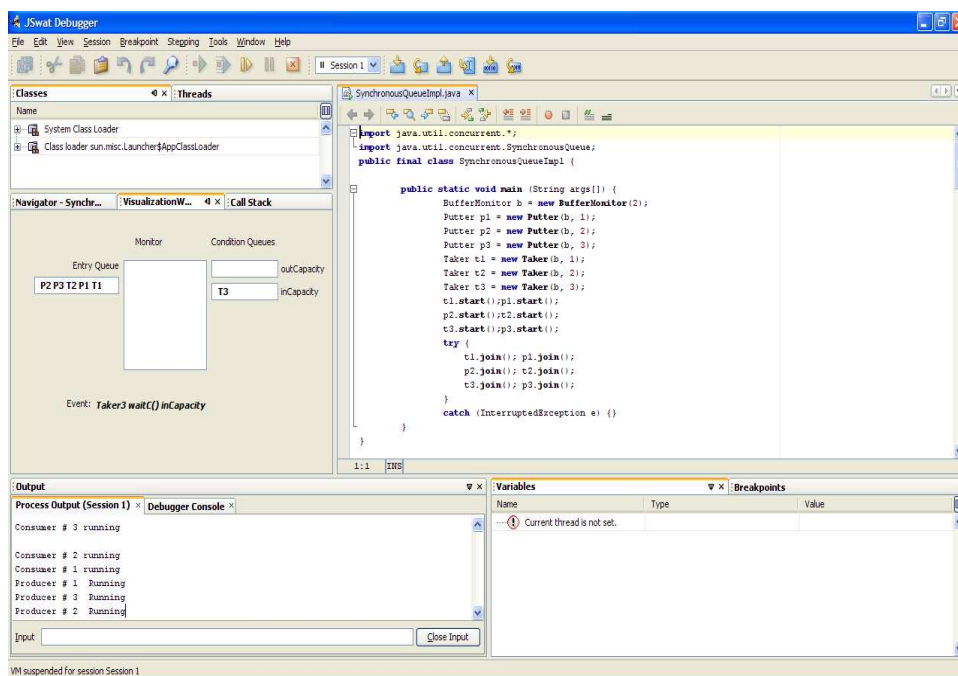 JSwat Debugger
File Edit View Session Breakpoint Stepping Tools Window Help
Session 1
Classes
Threads
Name
System Class Loader
Class loader sun.misc.Launcher$AppClassLoader
Navigator - Synchr...
VisualizationW...
Call Stack
Monitor
Condition Queues
Entry Queue
outCapacity
P2 P3 T2 P1 T1
T3
inCapacity
Event: Taker3 waitC() inCapacity
SynchronousQueueImpl.java
import java.util.concurrent.*;
import java.util.concurrent.SynchronousQueue;
public final class SynchronousQueueImpl {
public static void main (String args[]) {
BufferMonitor b = new BufferMonitor(2);
Putter p1 = new Putter(b, 1);
Putter p2 = new Putter(b, 2);
Putter p3 = new Putter(b, 3);
Taker t1 = new Taker(b, 1);
Taker t2 = new Taker(b, 2);
Taker t3 = new Taker(b, 3);
t1.start();p1.start();
p2.start();t2.start();
t3.start();p3.start();
try {
t1.join(); p1.join();
p2.join(); t2.join();
t3.join(); p3.join();
}
catch (InterruptedException e) {}
}
}
1:1 INS
Output
Process Output (Session 1)
Debugger Console
Consumer # 3 running
Consumer # 2 running
Consumer # 1 running
Producer # 1 Running
Producer # 3 Running
Producer # 2 Running
Input
Close Input
Variables
Breakpoints
Name Type Value
Current thread is not set.
VM suspended for session Session 1